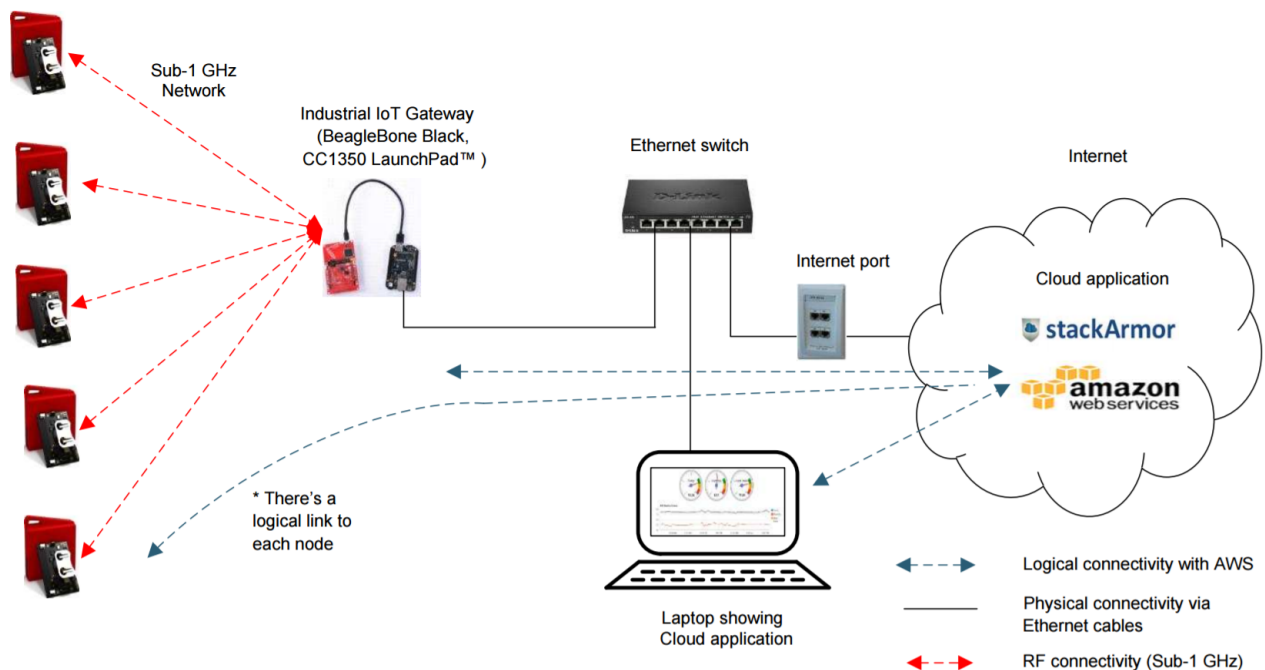 Sub-1 GHz
Network
Industrial IoT Gateway
(BeagleBone Black,
CC1350 LaunchPad™ )
Ethernet switch
D-Link
Internet
Internet port
Cloud application
stackArmor
amazon
webservices
* There's a
logical link to
each node
Laptop showing
Cloud application
Logical connectivity with AWS
Physical connectivity via
Ethernet cables
RF connectivity (Sub-1 GHz)